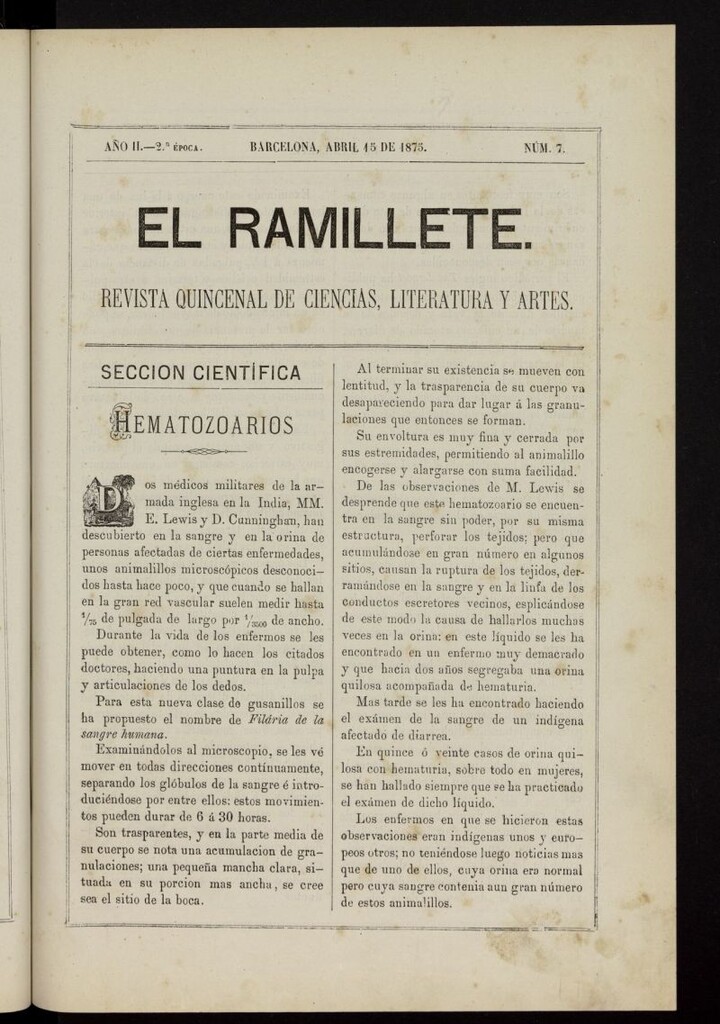 AÑO II.—2.ª ÉPOCA.
BARCELONA, ABRIL 15 DE 1875.
NÚM. 7.
EL RAMILLETE.
REVISTA QUINCENAL DE CIENCIAS, LITERATURA Y ARTES.
SECCION CIENTÍFICA
HEMATOZOARIOS
Dos médicos militares de la ar-
mada inglesa en la India, MM.
E. Lewis y D. Cunninghan, han
descubierto en la sangre y en la orina de
personas afectadas de ciertas enfermedades,
unos animalillos microscópicos desconoci-
dos hasta hace poco, y que cuando se hallan
en la gran red vascular suelen medir hasta
1/75 de pulgada de largo por 1/3500 de ancho.
Durante la vida de los enfermos se les
puede obtener, como lo hacen los citados
doctores, haciendo una puntura en la pulpa
y articulaciones de los dedos.
Para esta nueva clase de gusanillos se
ha propuesto el nombre de Filária de la
sangre humana.
Examinándolos al microscopio, se les vé
mover en todas direcciones contínuamente,
separando los glóbulos de la sangre é intro-
duciéndose por entre ellos: estos movimien-
tos pueden durar de 6 á 30 horas.
Son trasparentes, y en la parte media de
su cuerpo se nota una acumulacion de gra-
nulaciones; una pequeña mancha clara, si-
tuada en su porcion mas ancha, se cree
sea el sitio de la boca.
Al terminar su existencia se mueven con
lentitud, y la trasparencia de su cuerpo va
desapareciendo para dar lugar á las granu-
laciones que entonces se forman.
Su envoltura es muy fina y cerrada por
sus estremidades, permitiendo al animalillo
encogerse y alargarse con suma facilidad.
De las observaciones de M. Lewis se
desprende que este hematozoario se encuen-
tra en la sangre sin poder, por su misma
estructura, perforar los tejidos; pero que
acumulándose en gran número en algunos
sitios, causan la ruptura de los tejidos, der-
ramándose en la sangre y en la linfa de los
conductos escretores vecinos, esplicándose
de este modo la causa de hallarlos muchas
veces en la orina: en este líquido se les ha
encontrado en un enfermo muy demacrado
y que hacia dos años segregaba una orina
quilosa acompañada de hematuria.
Mas tarde se les ha encontrado haciendo
el exámen de la sangre de un indígena
afectado de diarrea.
En quince ó veinte casos de orina qui-
losa con hematuria, sobre todo en mujeres,
se han hallado siempre que se ha practicado
el exámen de dicho líquido.
Los enfermos en que se hicieron estas
observaciones eran indígenas unos y euro-
peos otros; no teniéndose luego noticias mas
que de uno de ellos, cuya orina era normal
pero cuya sangre contenia aun gran número
de estos animalillos.